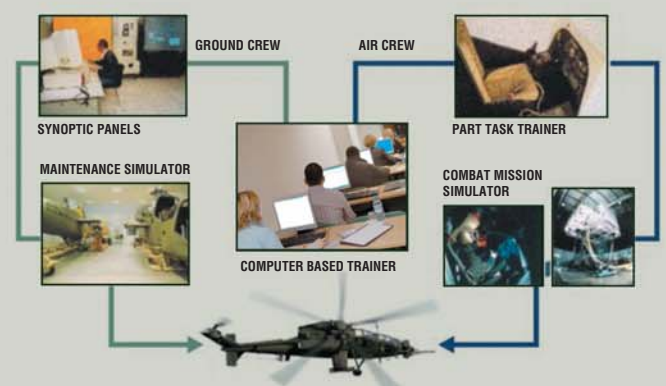 GROUND CREW
AIR CREW
SYNOPTIC PANELS
PART TASK TRAINER
MAINTENANCE SIMULATOR
COMBAT MISSION
SIMULATOR
COMPUTER BASED TRAINER